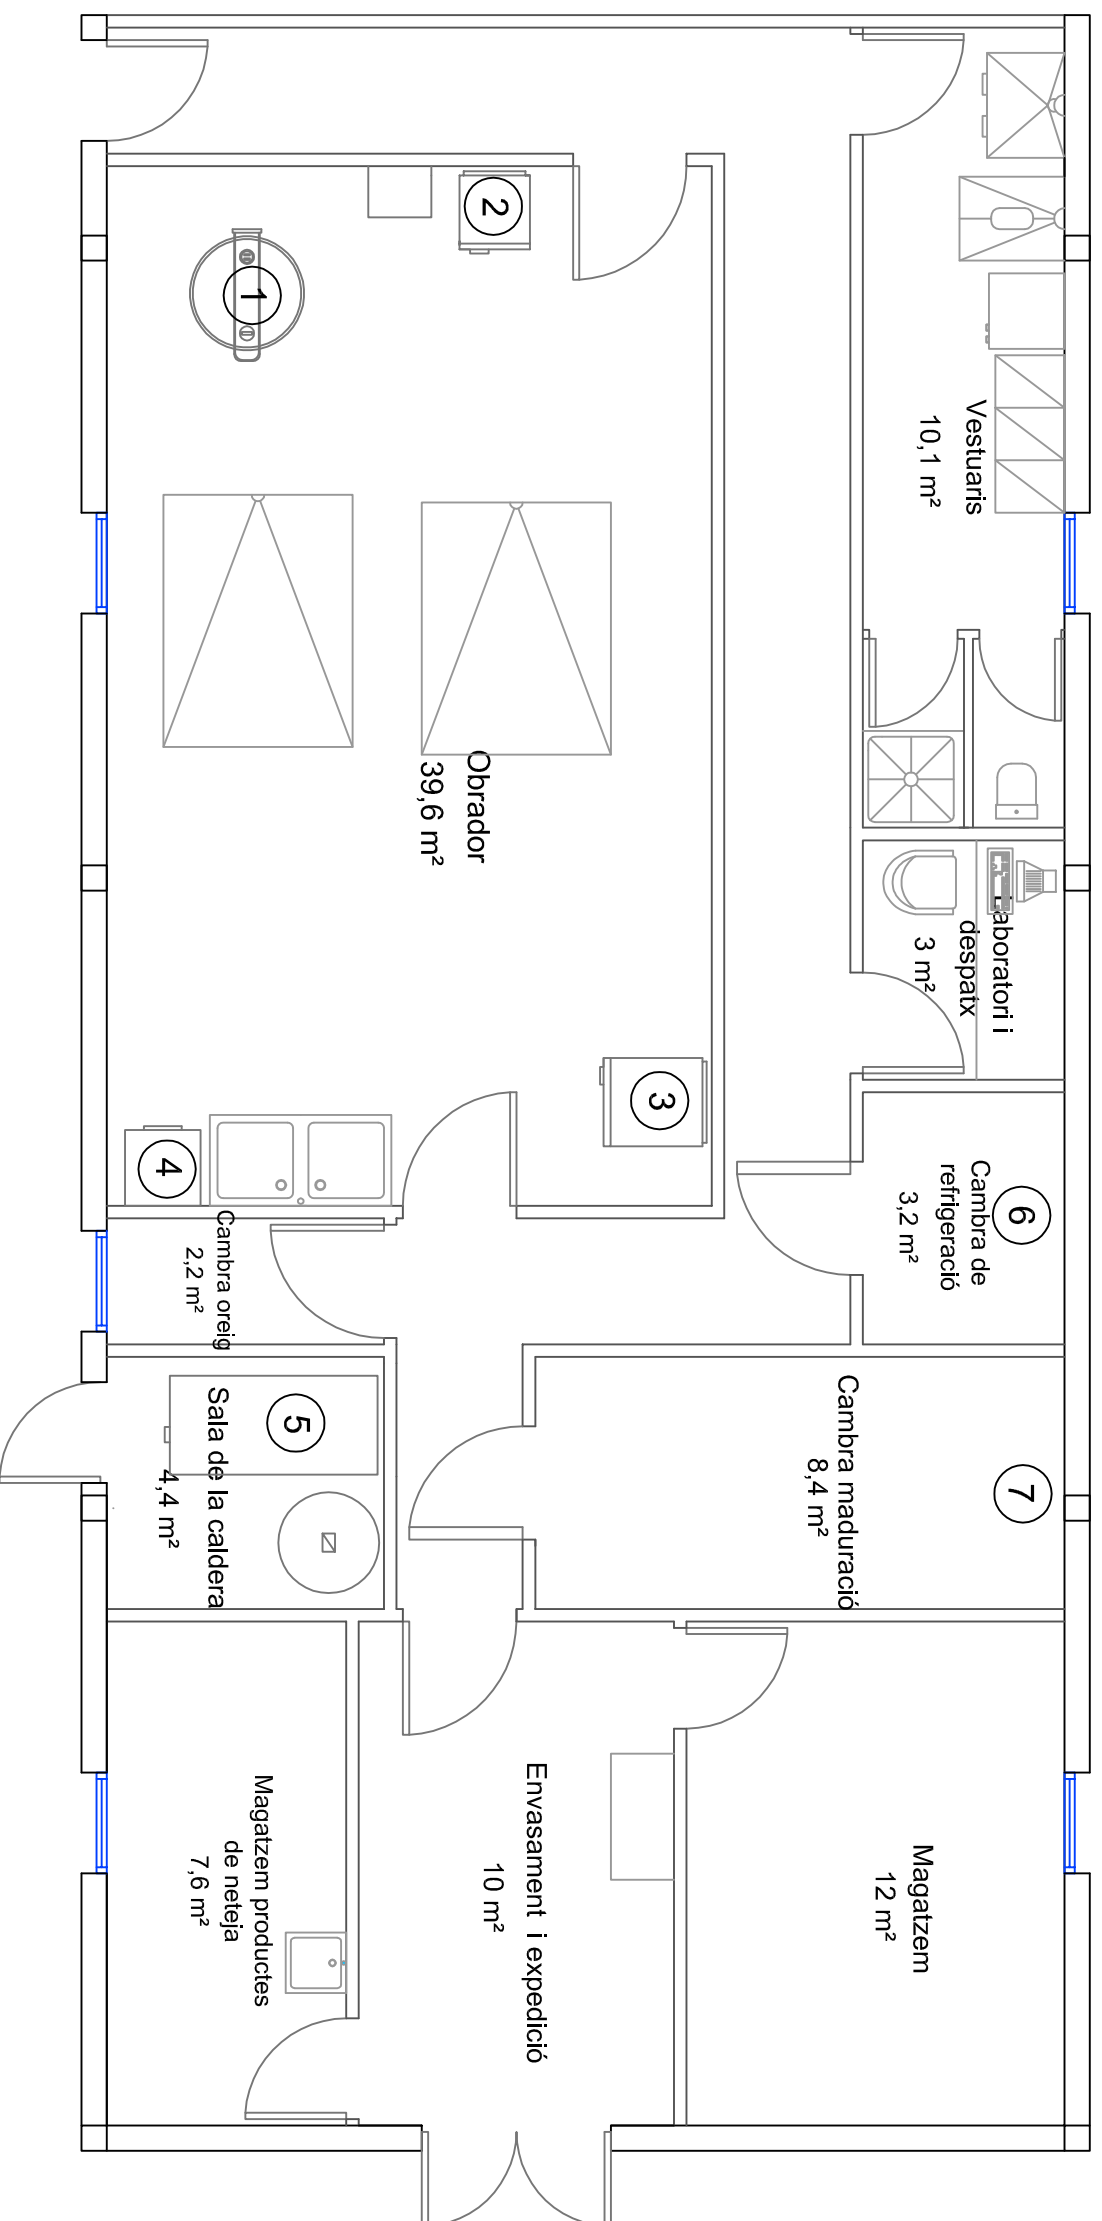 Vestuaris
10,1 m²
2
1
Obrador
39,6 m²
Laboratori i
despatx
3 m²
3
4
Cambra de
refrigeració
3,2 m²
6
Cambra oreig
2,2 m²
Sala de la caldera
4,4 m²
5
Cambra maduració
8,4 m²
7
Magatzem productes
de neteja
7,6 m²
Envasament i expedició
10 m²
Magatzem
12 m²